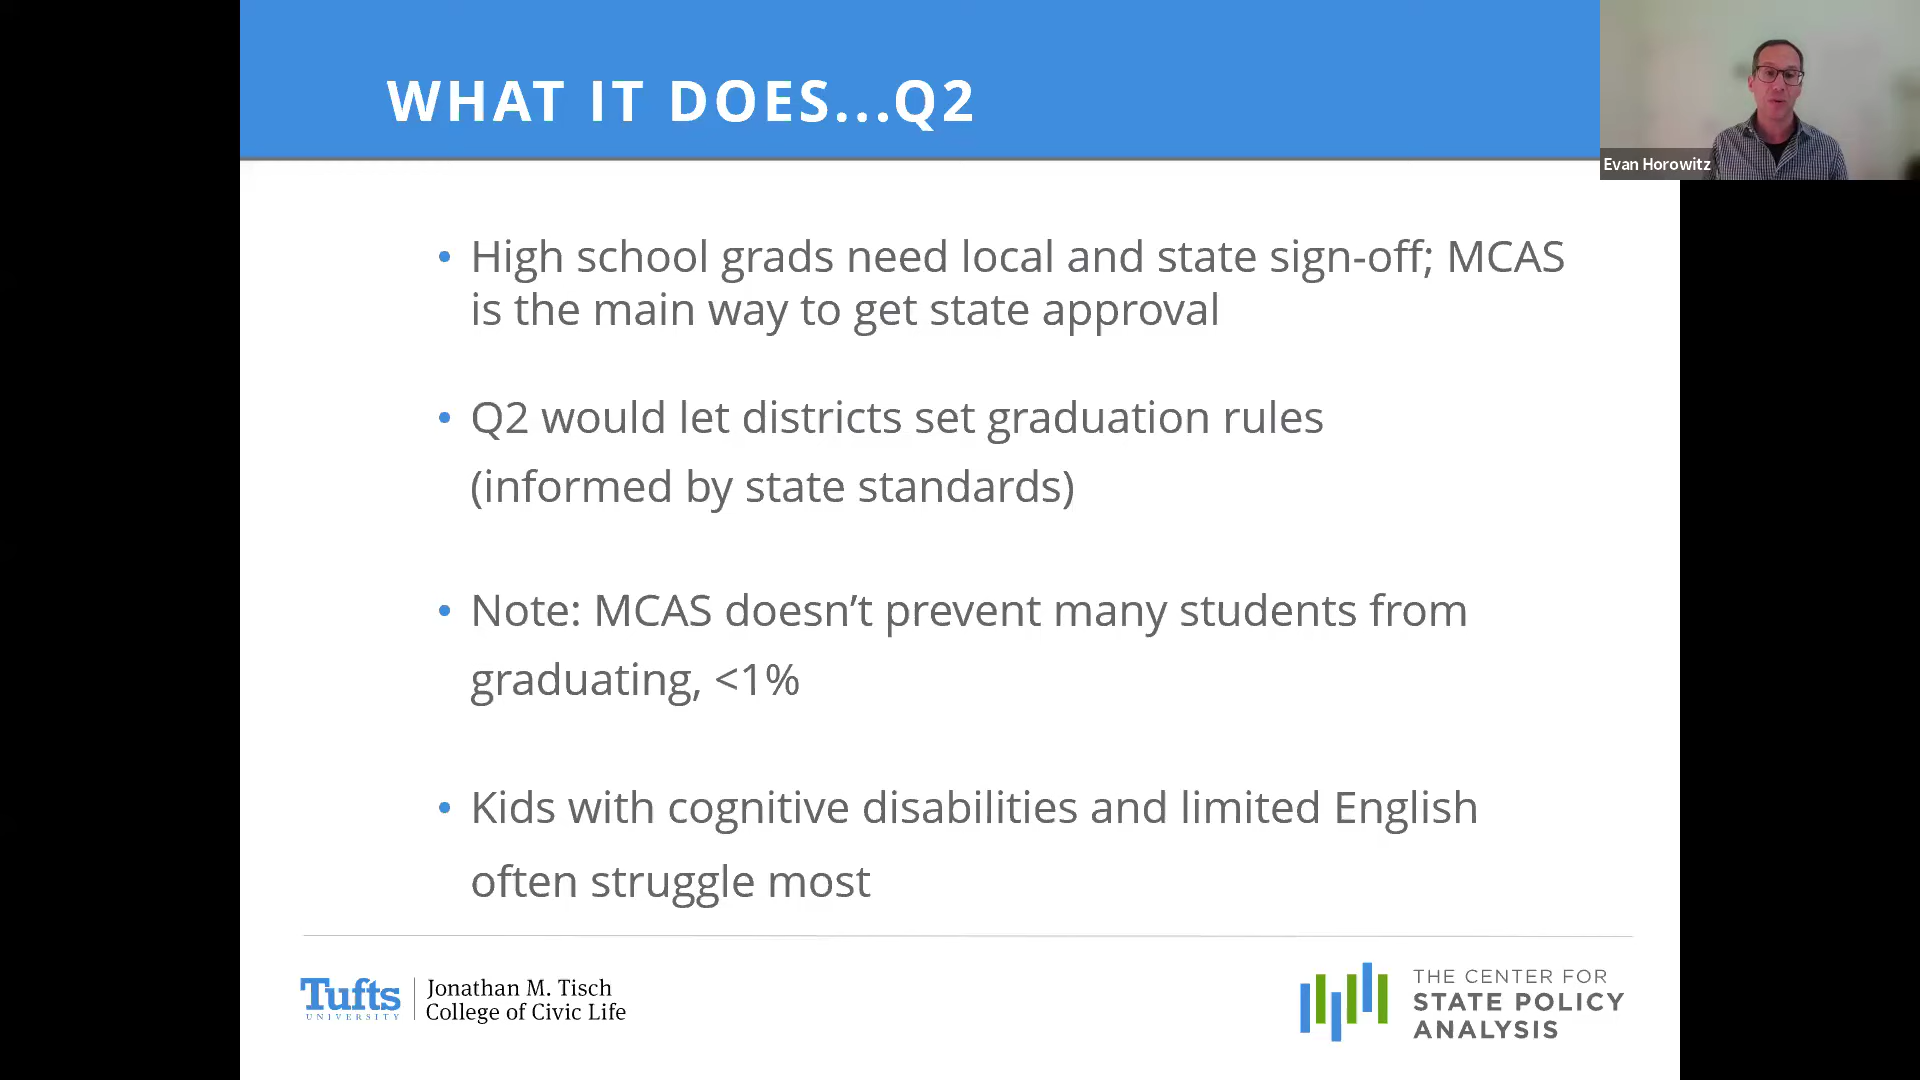 WHAT IT DOES...Q2
Evan Horowitz
• High school grads need local and state sign-off; MCAS
is the main way to get state approval
• Q2 would let districts set graduation rules
(informed by state standards)
• Note: MCAS doesn’t prevent many students from
graduating, <1%
• Kids with cognitive disabilities and limited English
often struggle most
Tufts
UNIVERSITY
Jonathan M. Tisch
College of Civic Life
THE CENTER FOR
STATE POLICY
ANALYSIS